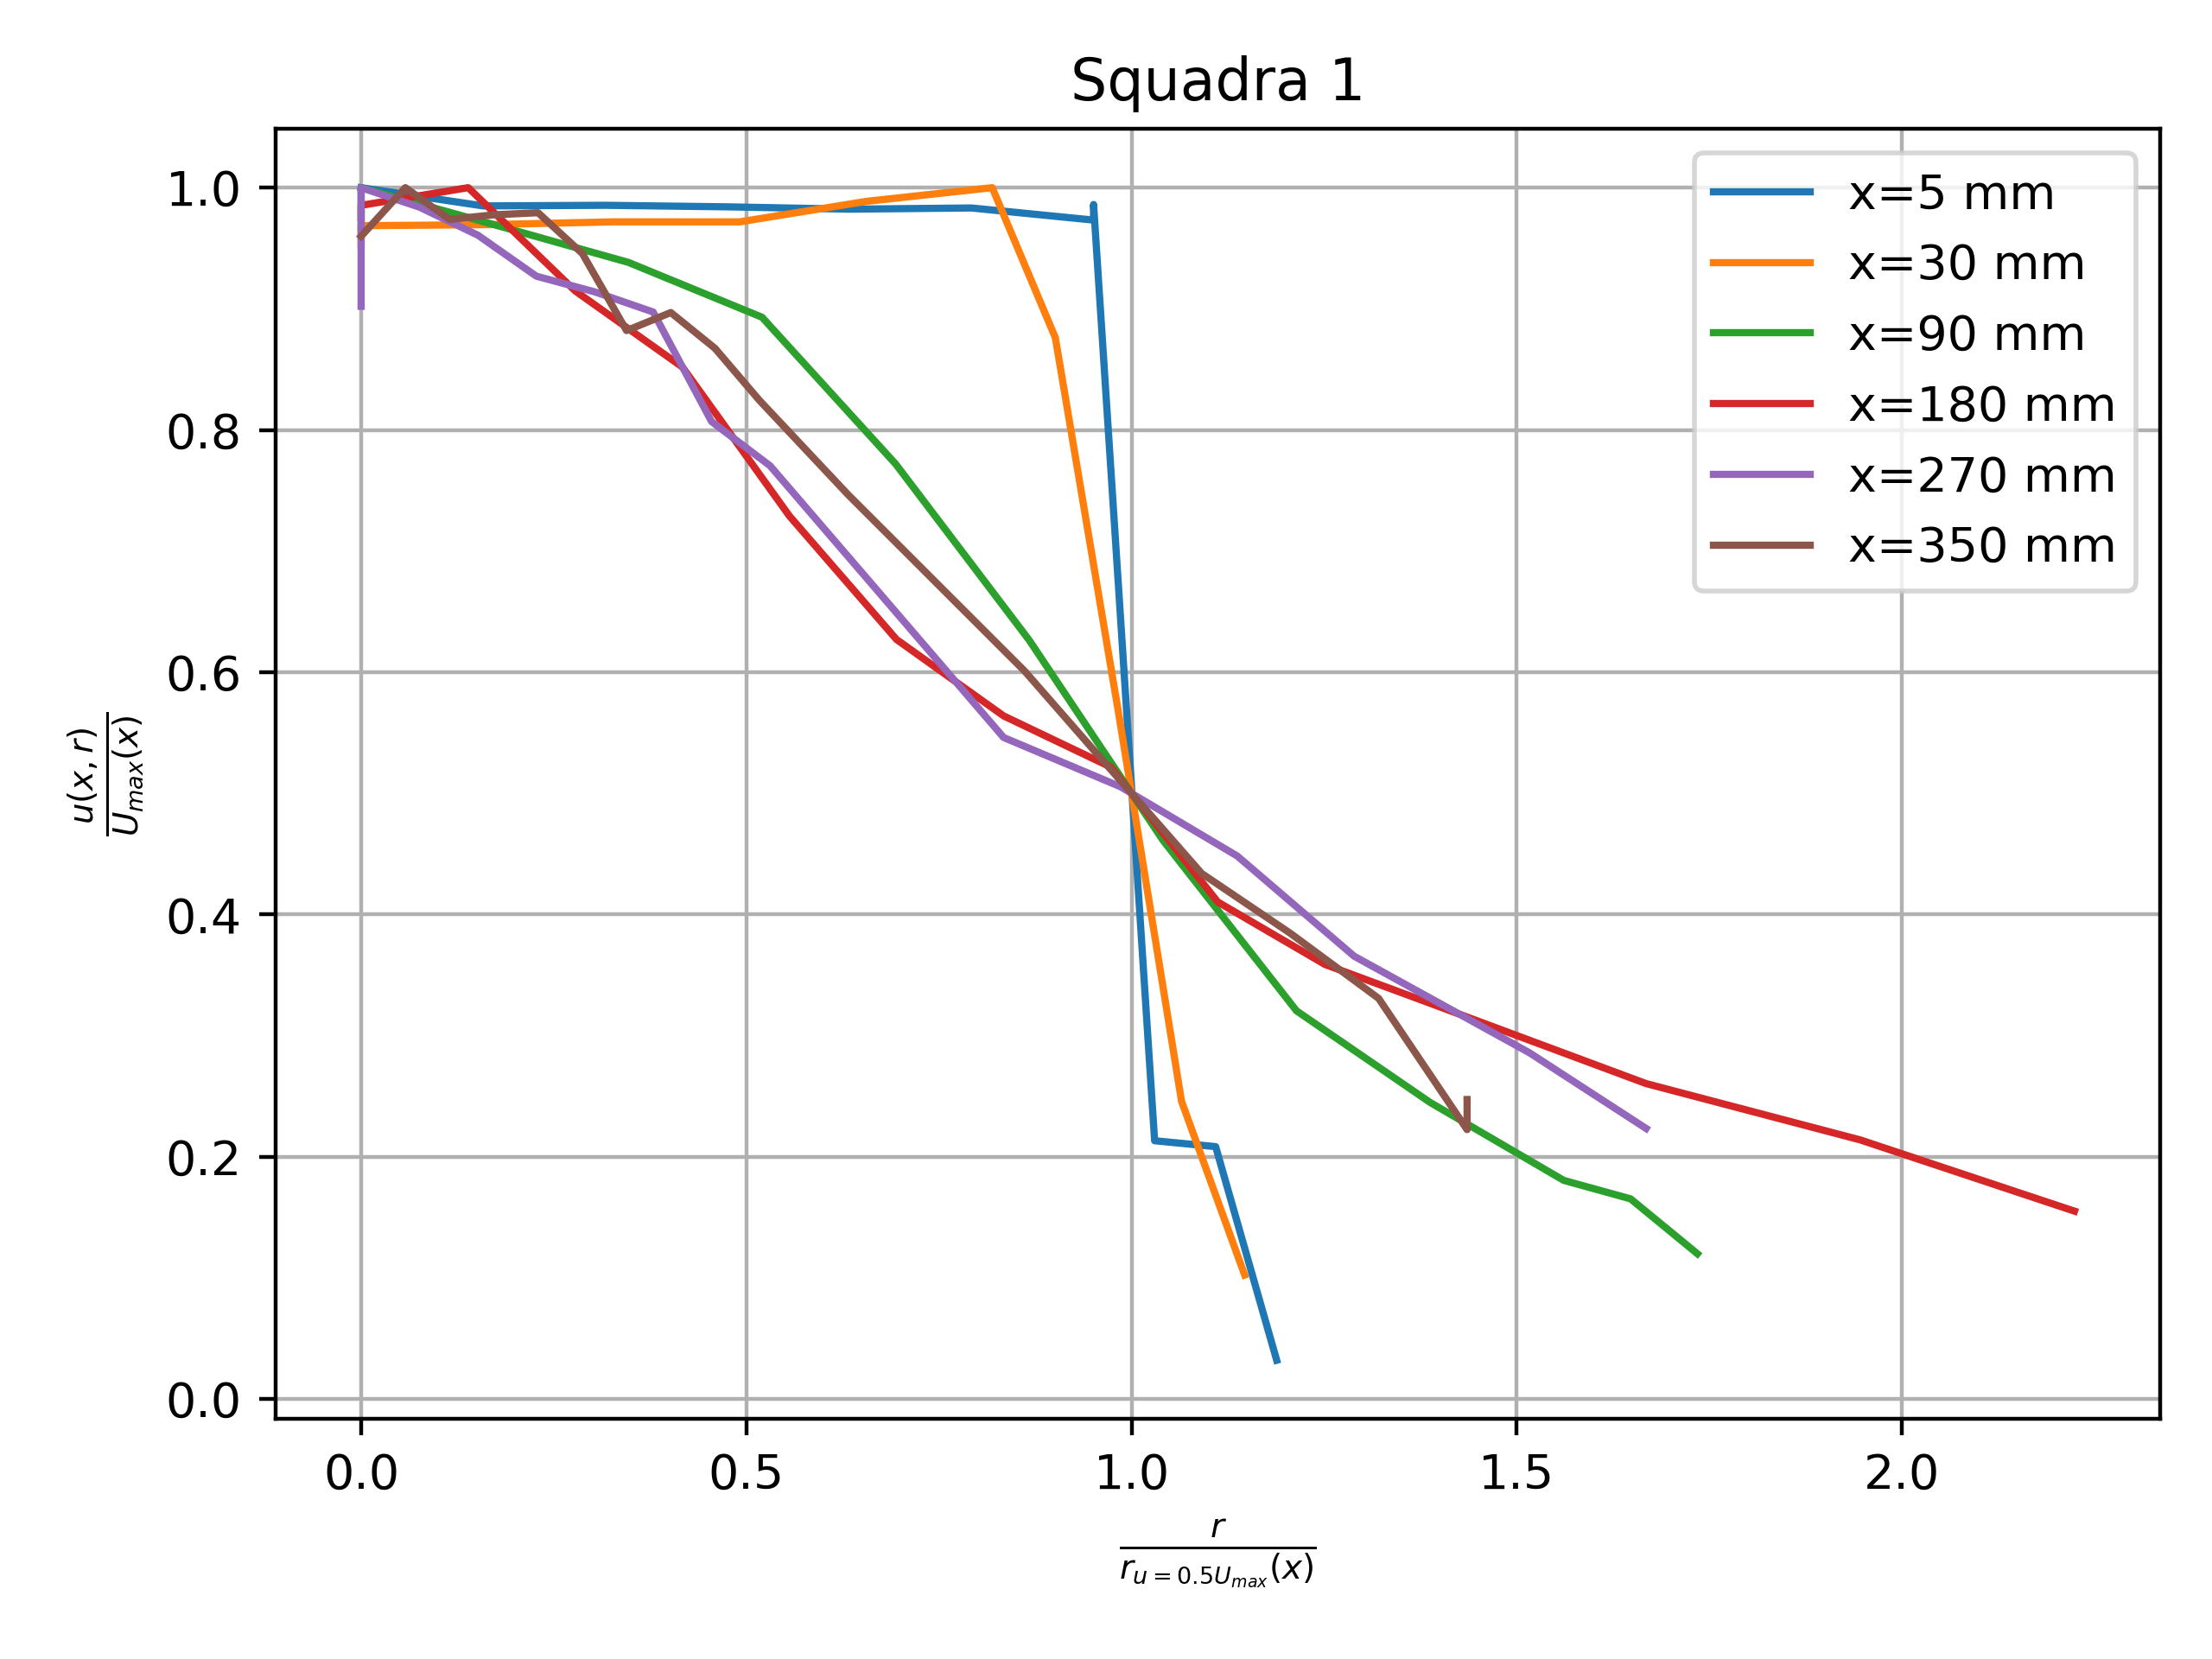 Squadra 1
1.0
0.8
0.6
0.4
0.2
0.0
u(x, r)
U_max(x)
x=5 mm
x=30 mm
x=90 mm
x=180 mm
x=270 mm
x=350 mm
0.0 0.5 1.0 1.5 2.0
r
r_{u=0.5U_max}(x)